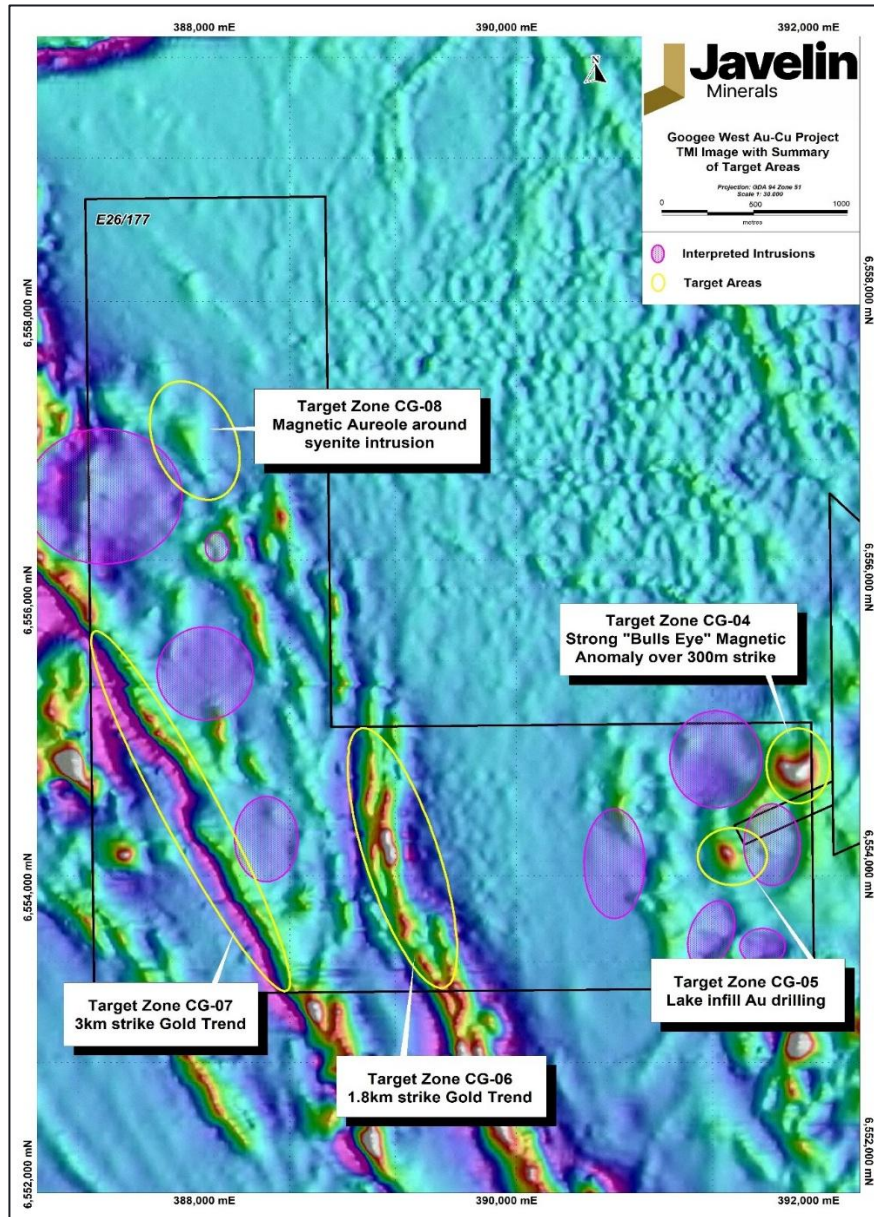 388,000 mE
390,000 mE
392,000 mE
N
Javelin
Minerals
Googee West Au-Cu Project
TMI Image with Summary
of Target Areas
Projection: GDA 94 Zone 51
Scale 1: 30,000
0 500 1000
metres
Interpreted Intrusions
Target Areas
E26/177
6,558,000 mN
6,558,000 mN
Target Zone CG-08
Magnetic Aureole around
syenite intrusion
6,556,000 mN
6,556,000 mN
Target Zone CG-04
Strong "Bulls Eye" Magnetic
Anomaly over 300m strike
6,554,000 mN
6,554,000 mN
Target Zone CG-05
Lake infill Au drilling
Target Zone CG-07
3km strike Gold Trend
Target Zone CG-06
1.8km strike Gold Trend
6,552,000 mN
6,552,000 mN
388,000 mE
390,000 mE
392,000 mE